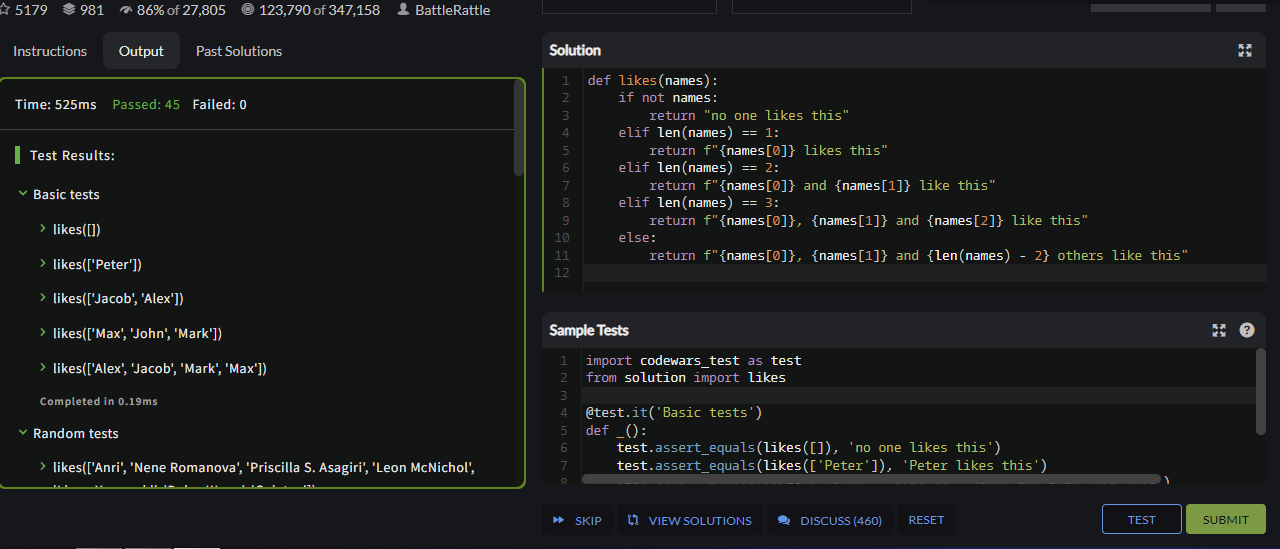 5179 981 86% of 27,805 123,790 of 347,158 BattleRattle
Instructions Output Past Solutions
Time: 525ms Passed: 45 Failed: 0
Test Results:
Basic tests
likes([])
likes(['Peter'])
likes(['Jacob', 'Alex'])
likes(['Max', 'John', 'Mark'])
likes(['Alex', 'Jacob', 'Mark', 'Max'])
Completed in 0.19ms
Random tests
likes(['Anri', 'Nene Romanova', 'Priscilla S. Asagiri', 'Leon McNichol',
Solution
1 def likes(names):
2     if not names:
3         return "no one likes this"
4     elif len(names) == 1:
5         return f"{names[0]} likes this"
6     elif len(names) == 2:
7         return f"{names[0]} and {names[1]} like this"
8     elif len(names) == 3:
9         return f"{names[0]}, {names[1]} and {names[2]} like this"
10     else:
11         return f"{names[0]}, {names[1]} and {len(names) - 2} others like this"
12
Sample Tests
?
1 import codewars_test as test
2 from solution import likes
3
4 @test.it('Basic tests')
5 def _():
6     test.assert_equals(likes([]), 'no one likes this')
7     test.assert_equals(likes(['Peter']), 'Peter likes this')
8
SKIP VIEW SOLUTIONS DISCUSS (460) RESET TEST SUBMIT